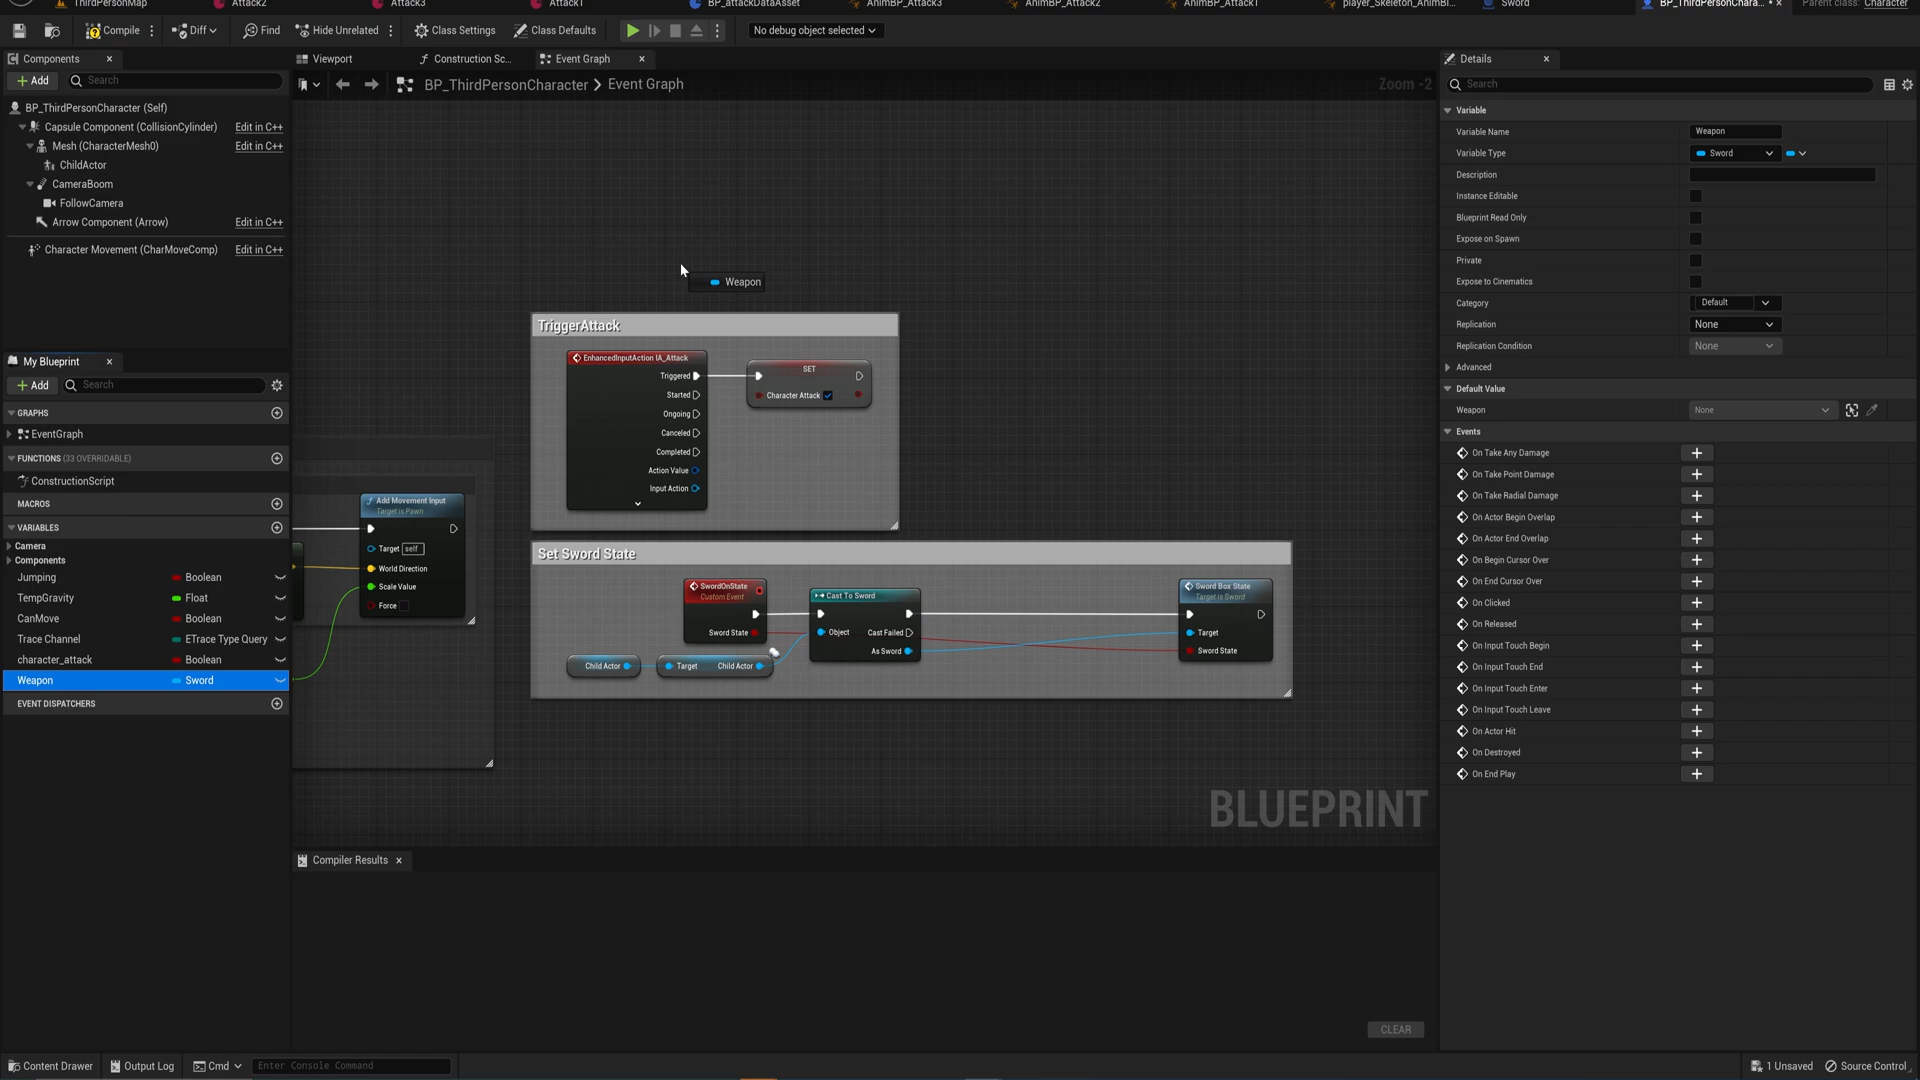 ThirdPersonMap
Attack2
Attack3
Attack1
BP_attackDataAsset
AnimBP_Attack3
AnimBP_Attack2
AnimBP_Attack1
player_Skeleton_AnimBl...
Sword
BP_ThirdPersonChara...
Parent class: Character
Compile
Diff
Find
Hide Unrelated
Class Settings
Class Defaults
No debug object selected
Components
Add
Search
BP_ThirdPersonCharacter (Self)
Capsule Component (CollisionCylinder) Edit in C++
Mesh (CharacterMesh0) Edit in C++
ChildActor
CameraBoom
FollowCamera
Arrow Component (Arrow) Edit in C++
Character Movement (CharMoveComp) Edit in C++
My Blueprint
Add
Search
GRAPHS
EventGraph
FUNCTIONS (33 OVERRIDABLE)
ConstructionScript
MACROS
VARIABLES
Camera
Components
Jumping Boolean
TempGravity Float
CanMove Boolean
Trace Channel ETrace Type Query
character_attack Boolean
Weapon Sword
EVENT DISPATCHERS
Viewport
Construction Sc...
Event Graph
BP_ThirdPersonCharacter > Event Graph
Zoom -2
Weapon
TriggerAttack
EnhancedInputAction IA_Attack
Triggered
Started
Ongoing
Canceled
Completed
Action Value
Input Action
SET
Character Attack
Add Movement Input
Target is Pawn
Target self
World Direction
Scale Value
Force
Set Sword State
SwordOnState
Custom Event
Sword State
Child Actor
Target Child Actor
Cast To Sword
Object Cast Failed
As Sword
Sword Box State
Target is Sword
Target
Sword State
BLUEPRINT
Compiler Results
CLEAR
Details
Search
Variable
Variable Name Weapon
Variable Type Sword
Description
Instance Editable
Blueprint Read Only
Expose on Spawn
Private
Expose to Cinematics
Category Default
Replication None
Replication Condition None
Advanced
Default Value
Weapon None
Events
On Take Any Damage
On Take Point Damage
On Take Radial Damage
On Actor Begin Overlap
On Actor End Overlap
On Begin Cursor Over
On End Cursor Over
On Clicked
On Released
On Input Touch Begin
On Input Touch End
On Input Touch Enter
On Input Touch Leave
On Actor Hit
On Destroyed
On End Play
Content Drawer
Output Log
Cmd
Enter Console Command
1 Unsaved
Source Control